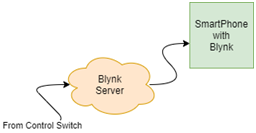 SmartPhone
with
Blynk
Blynk
Server
From Control Switch